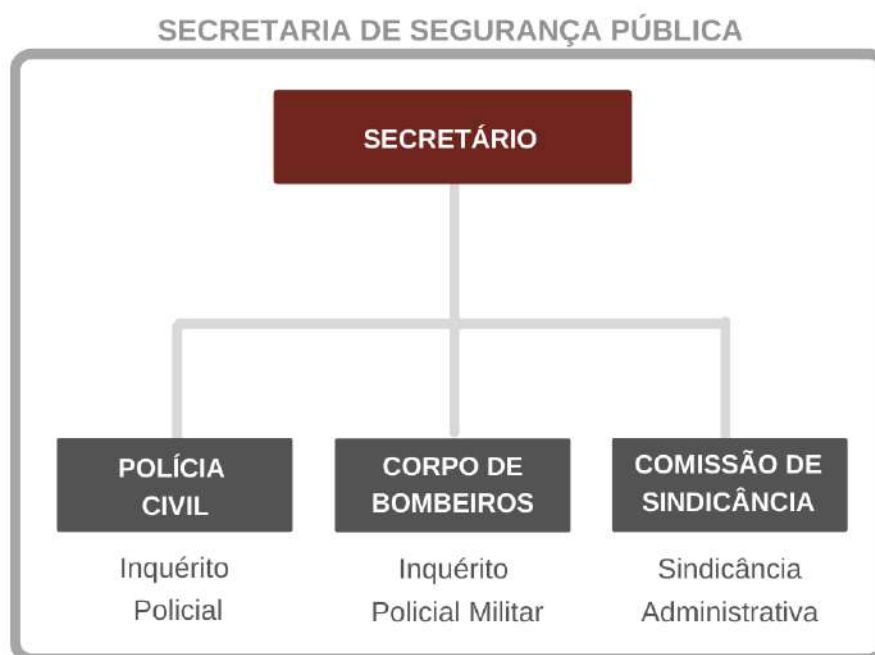 SECRETARIA DE SEGURANÇA PÚBLICA
SECRETÁRIO
POLÍCIA
CIVIL
Inquérito
Policial
CORPO DE
BOMBEIROS
Inquérito
Policial Militar
COMISSÃO DE
SINDICÂNCIA
Sindicância
Administrativa